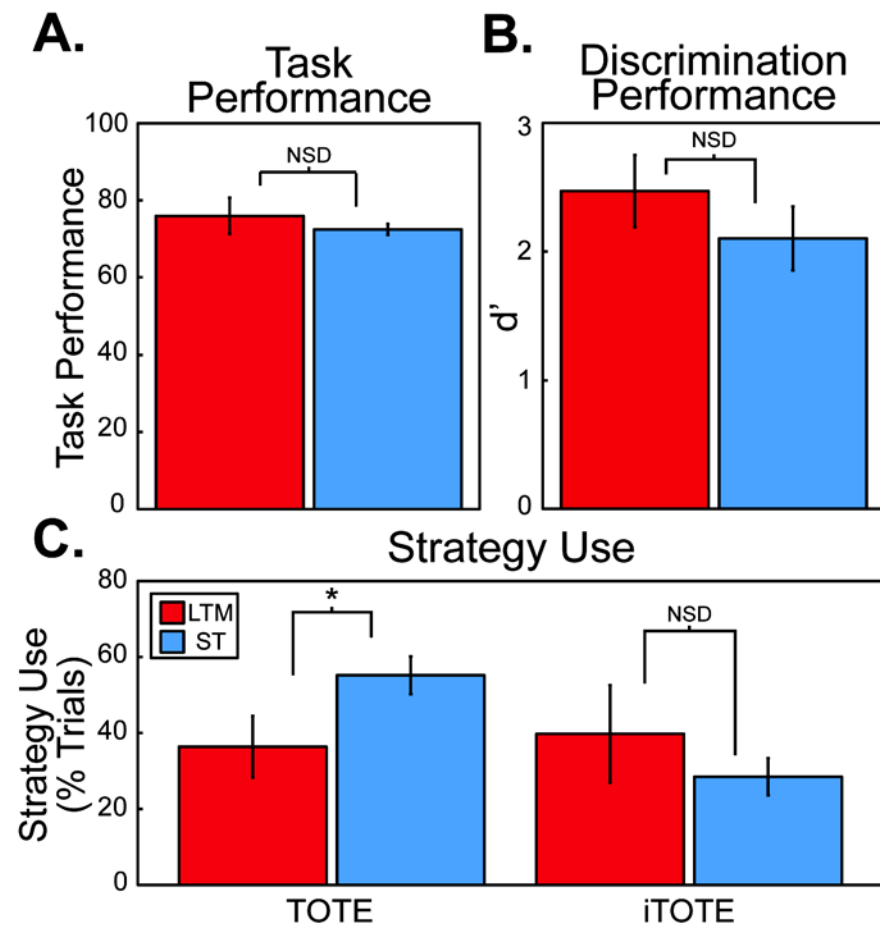 A.
Task
Performance
100
80
60
40
20
0
Task Performance
NSD
B.
Discrimination
Performance
3
2
1
0
d'
NSD
C.
Strategy Use
80
60
40
20
0
Strategy Use
(% Trials)
LTM
ST
*
NSD
TOTE
iTOTE